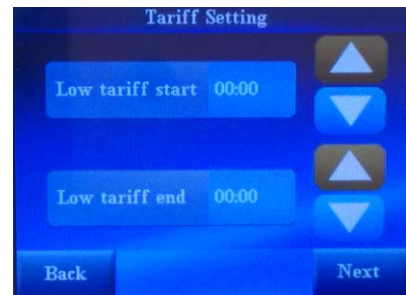 Tariff Setting
Low tariff start 00:00
Low tariff end 00:00
Back Next